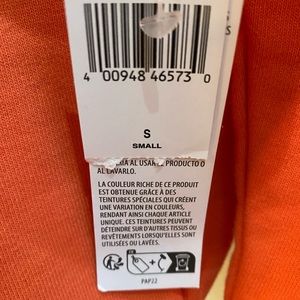 4 00948 46573 0
S
SMALL
AL USA
PRODUCTO O
AL LAVARLO.
LA COULEUR RICHE DE CE PRODUIT
EST OBTENUE GRÂCE À DES
TEINTURES SPÉCIALES QUI CRÉENT
UNE VARIATION EN COULEURS,
RENDANT AINSI CHAQUE ARTICLE
UNIQUE. CES TEINTURES PEUVENT
DÉTEINDRE SUR D'AUTRES TISSUS OU
REVÊTEMENTS LORSQU'ELLES SONT
UTILISÉES OU LAVÉES.
FR
PAP22